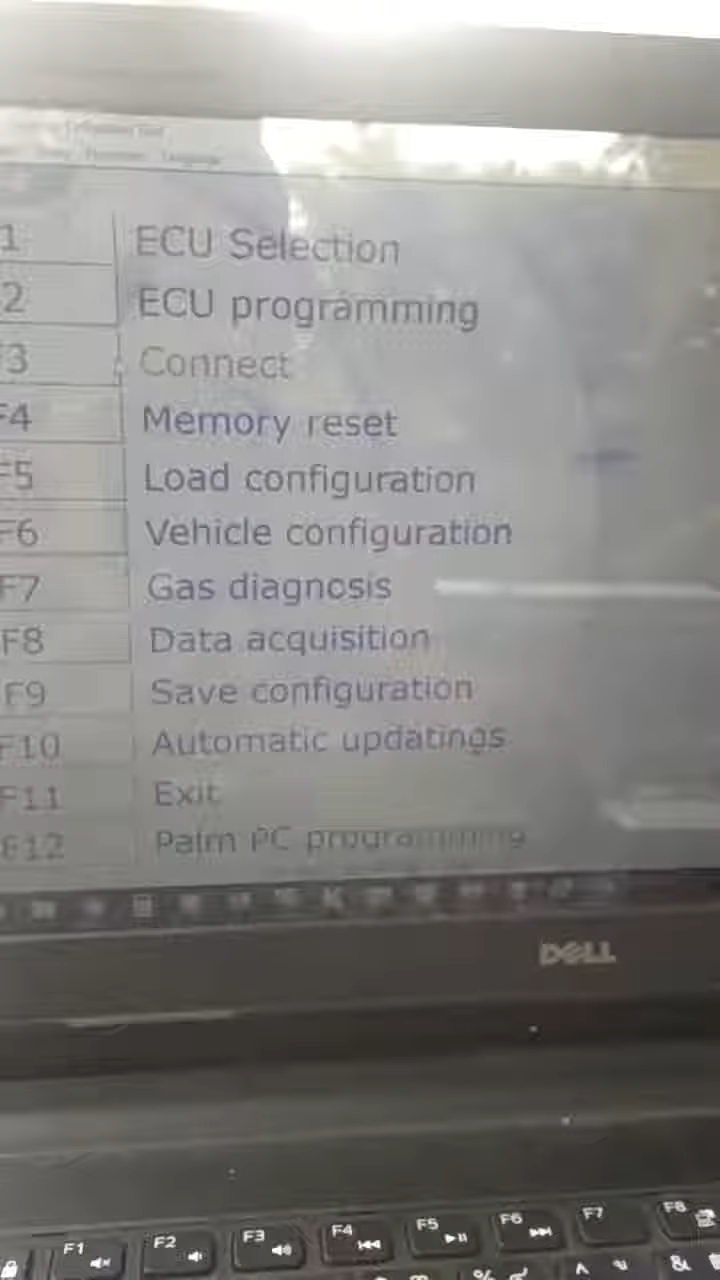 1 ECU Selection
2 ECU programming
F3 Connect
F4 Memory reset
F5 Load configuration
F6 Vehicle configuration
F7 Gas diagnosis
F8 Data acquisition
F9 Save configuration
F10 Automatic updatings
F11 Exit
F12 Palm PC programming
DELL
F1 F2 F3 F4 F5 F6 F7 F8
% ^ &